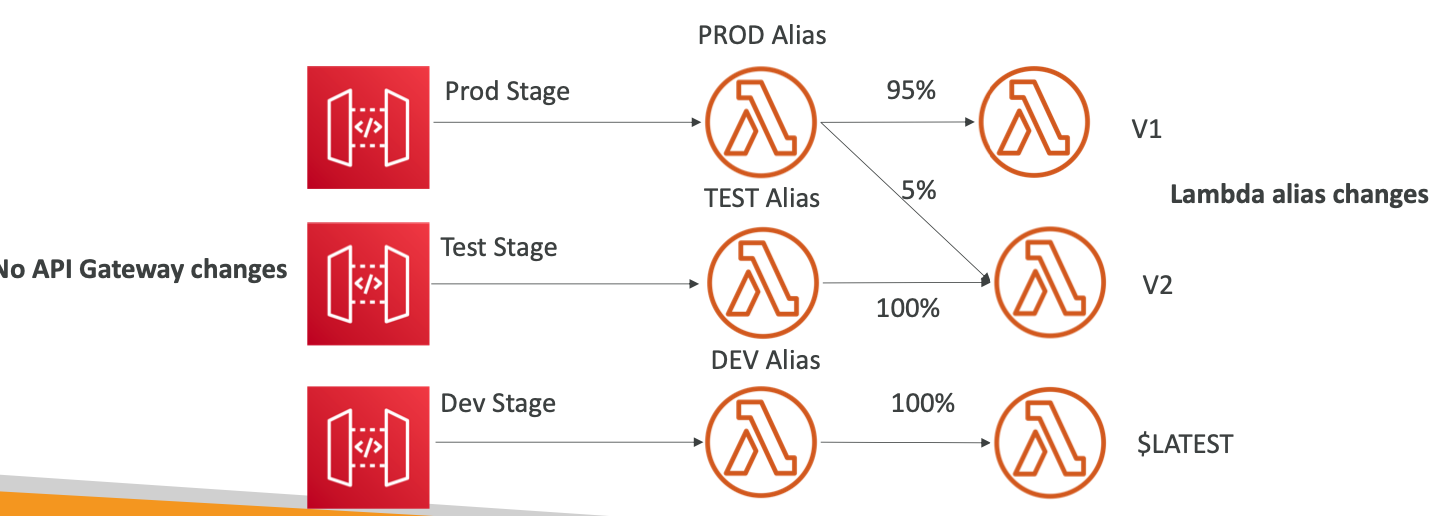 PROD Alias
Prod Stage
95%
V1
5%
Lambda alias changes
TEST Alias
Test Stage
No API Gateway changes
V2
100%
DEV Alias
Dev Stage
100%
$LATEST